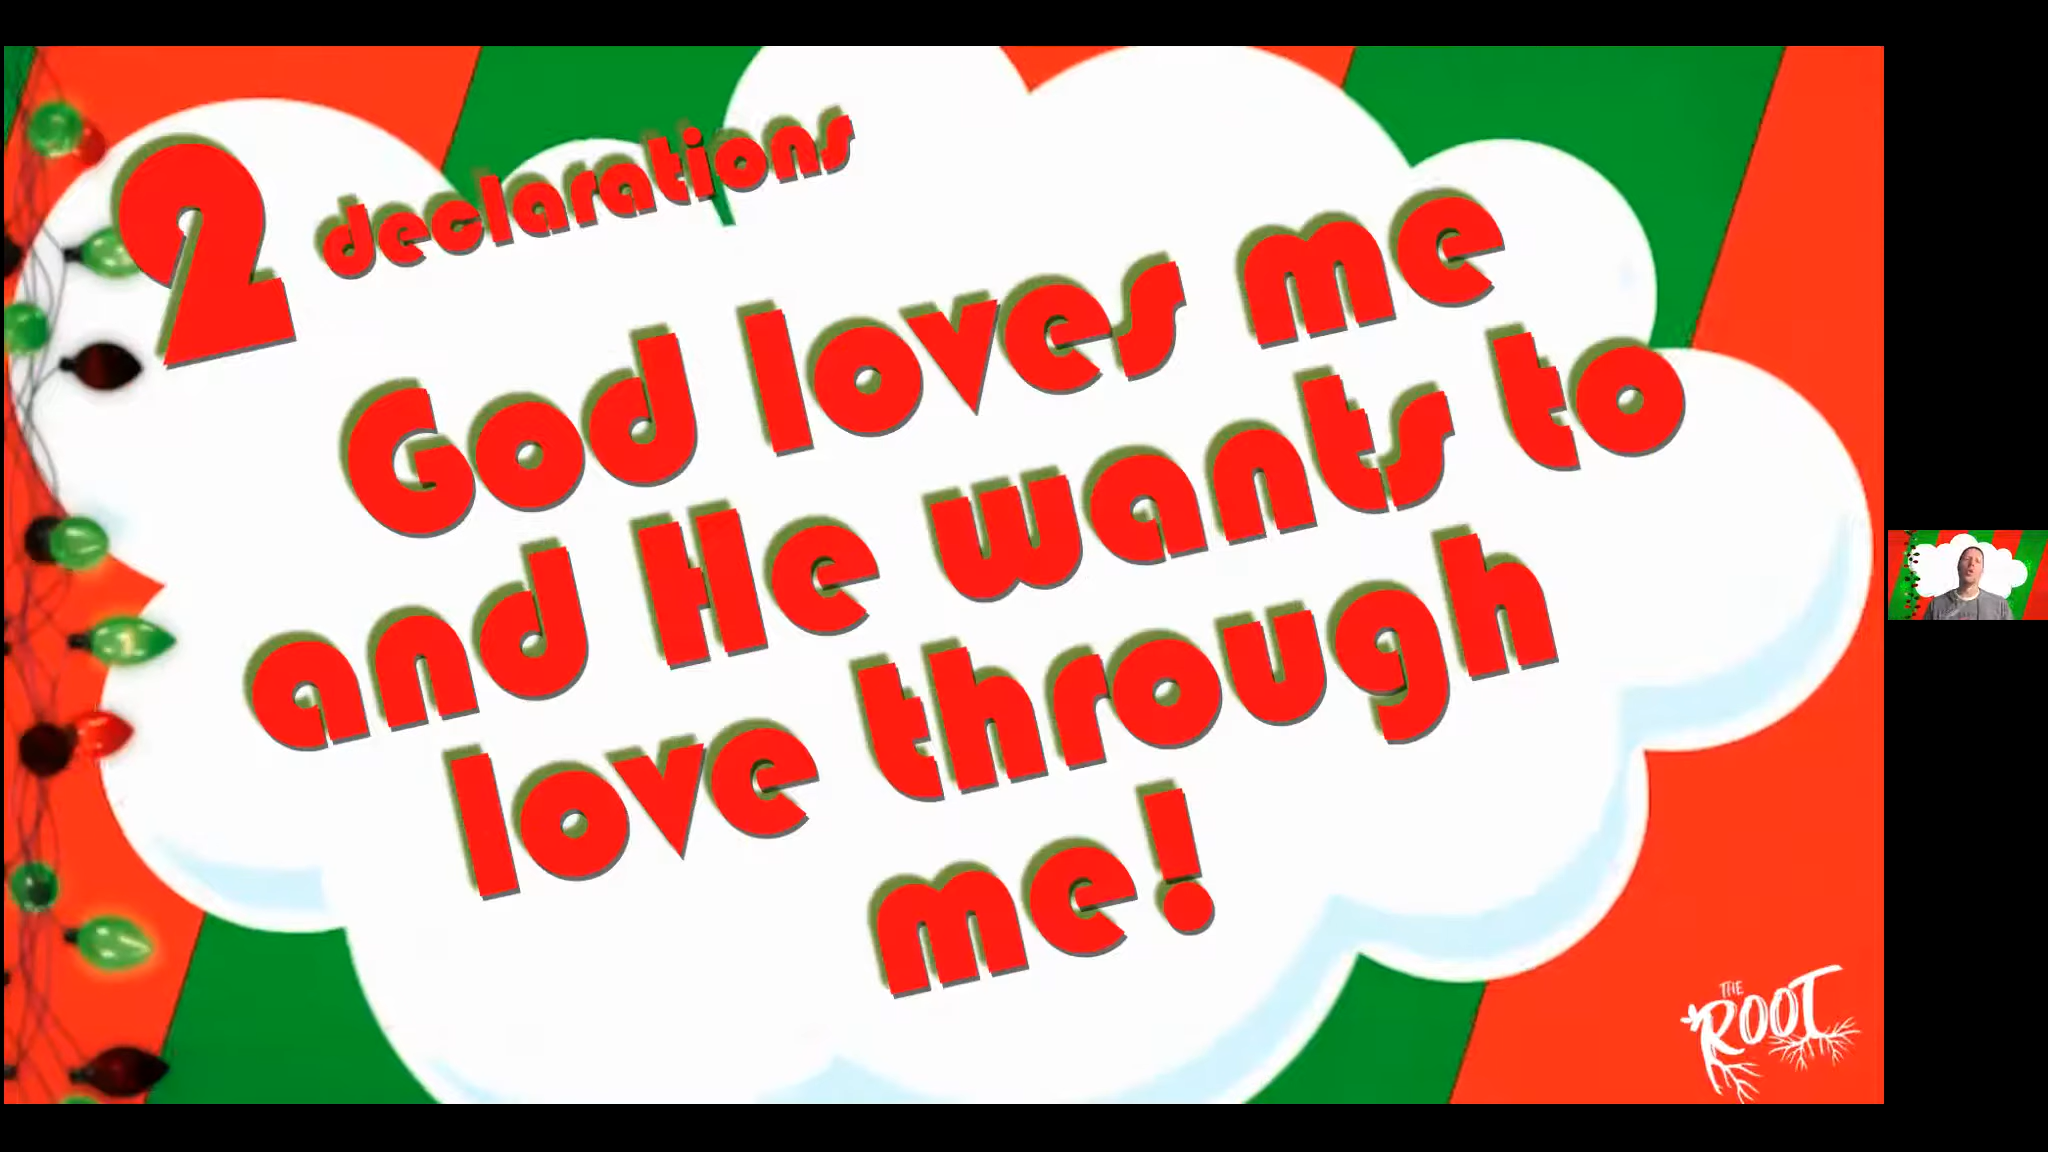 2 declarations
God loves me
and He wants to
love through
me!
THE
ROOT